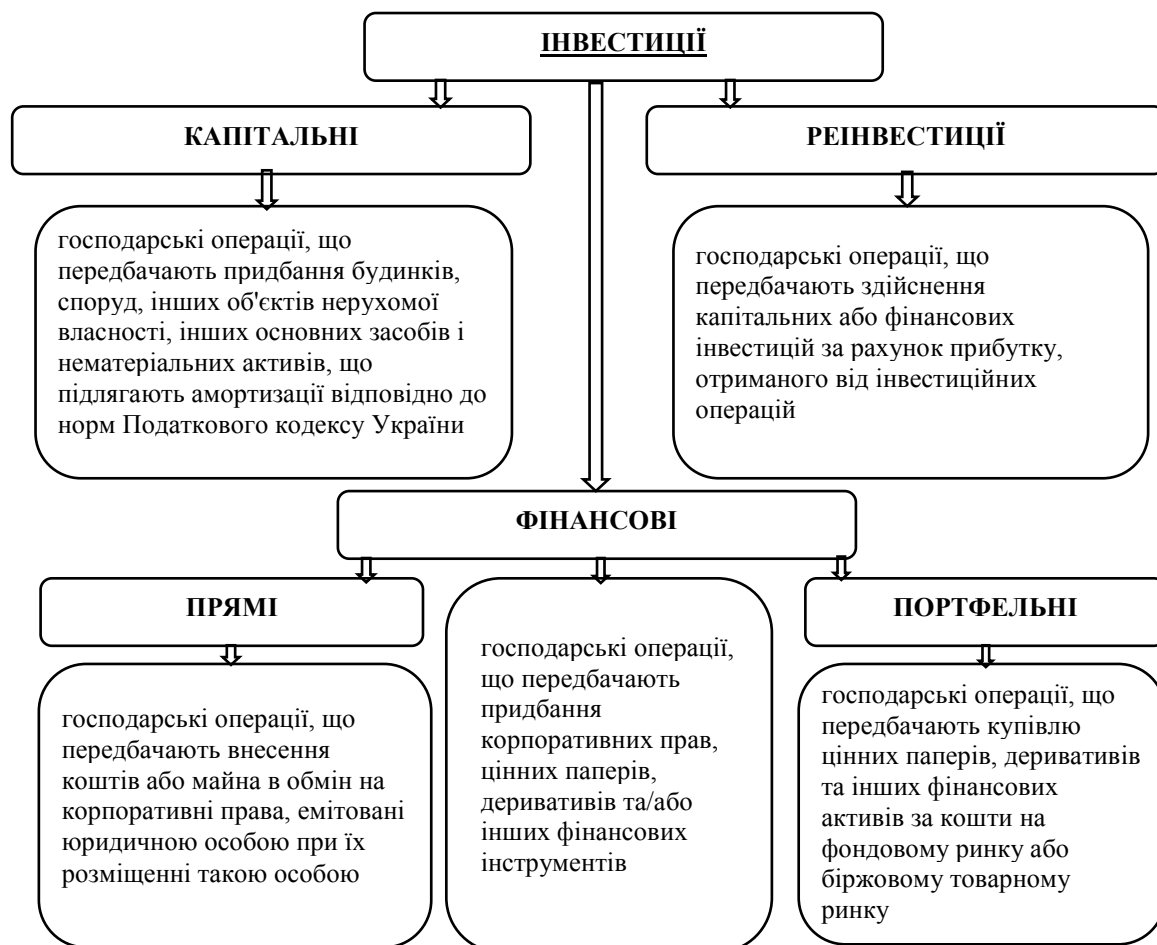 ІНВЕСТИЦІЇ
КАПІТАЛЬНІ
РЕІНВЕСТИЦІЇ
господарські операції, що
передбачають придбання будинків,
споруд, інших об'єктів нерухомої
власності, інших основних засобів і
нематеріальних активів, що
підлягають амортизації відповідно до
норм Податкового кодексу України
господарські операції, що
передбачають здійснення
капітальних або фінансових
інвестицій за рахунок прибутку,
отриманого від інвестиційних
операцій
ФІНАНСОВІ
ПРЯМІ
ПОРТФЕЛЬНІ
господарські операції, що
передбачають внесення
коштів або майна в обмін на
корпоративні права, емітовані
юридичною особою при їх
розміщенні такою особою
господарські операції,
що передбачають
придбання
корпоративних прав,
цінних паперів,
деривативів та/або
інших фінансових
інструментів
господарські операції, що
передбачають купівлю
цінних паперів, деривативів
та інших фінансових
активів за кошти на
фондовому ринку або
біржовому товарному
ринку